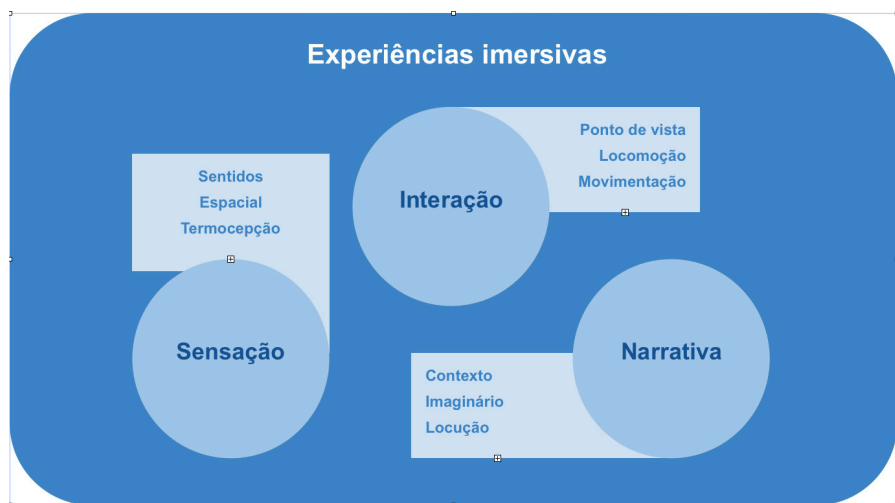 Experiências imersivas
Sentidos
Espacial
Termocepção
Sensação
Interação
Ponto de vista
Locomoção
Movimentação
Contexto
Imaginário
Locução
Narrativa